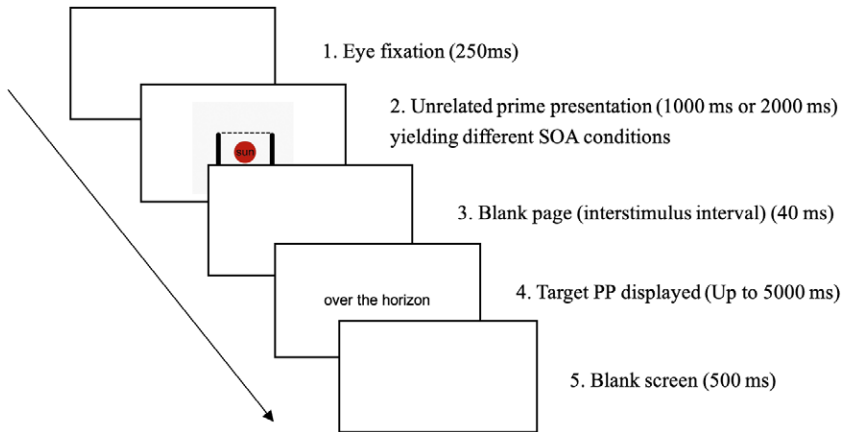 1. Eye fixation (250ms)
2. Unrelated prime presentation (1000 ms or 2000 ms)
yielding different SOA conditions
sun
3. Blank page (interstimulus interval) (40 ms)
4. Target PP displayed (Up to 5000 ms)
over the horizon
5. Blank screen (500 ms)